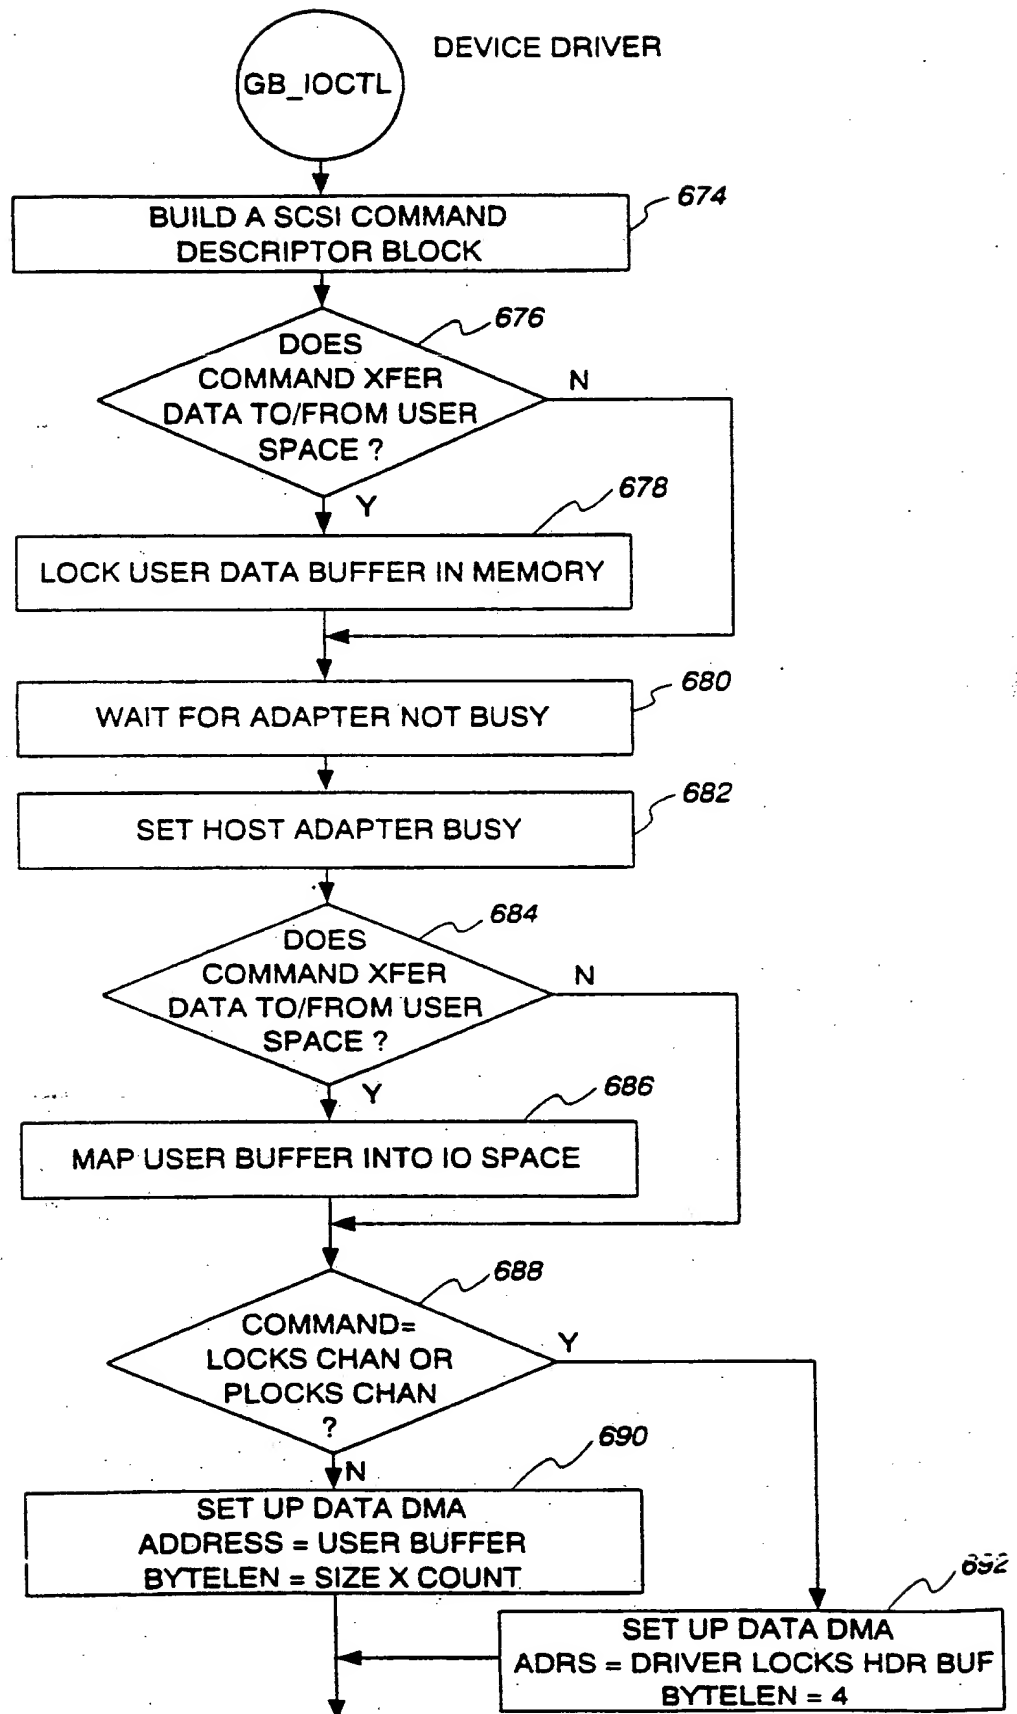 DEVICE DRIVER
GB_IOCTL
674
BUILD A SCSI COMMAND
DESCRIPTOR BLOCK
676
DOES
COMMAND XFER
DATA TO/FROM USER
SPACE ?
N
Y
678
LOCK USER DATA BUFFER IN MEMORY
680
WAIT FOR ADAPTER NOT BUSY
682
SET HOST ADAPTER BUSY
684
DOES
COMMAND XFER
DATA TO/FROM USER
SPACE ?
N
Y
686
MAP USER BUFFER INTO IO SPACE
688
COMMAND=
LOCKS CHAN OR
PLOCKS CHAN
?
Y
N
690
SET UP DATA DMA
ADDRESS = USER BUFFER
BYTELEN = SIZE X COUNT
692
SET UP DATA DMA
ADRS = DRIVER LOCKS HDR BUF
BYTELEN = 4